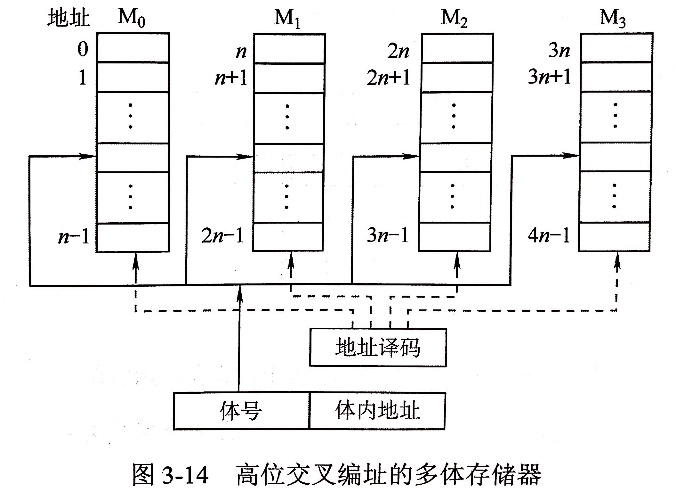 地址 M₀ M₁ M₂ M₃
0 n 2n 3n
1 n+1 2n+1 3n+1
⋮ ⋮ ⋮ ⋮
⋮ ⋮ ⋮ ⋮
n−1 2n−1 3n−1 4n−1
地址译码
体号 体内地址
图 3-14 高位交叉编址的多体存储器